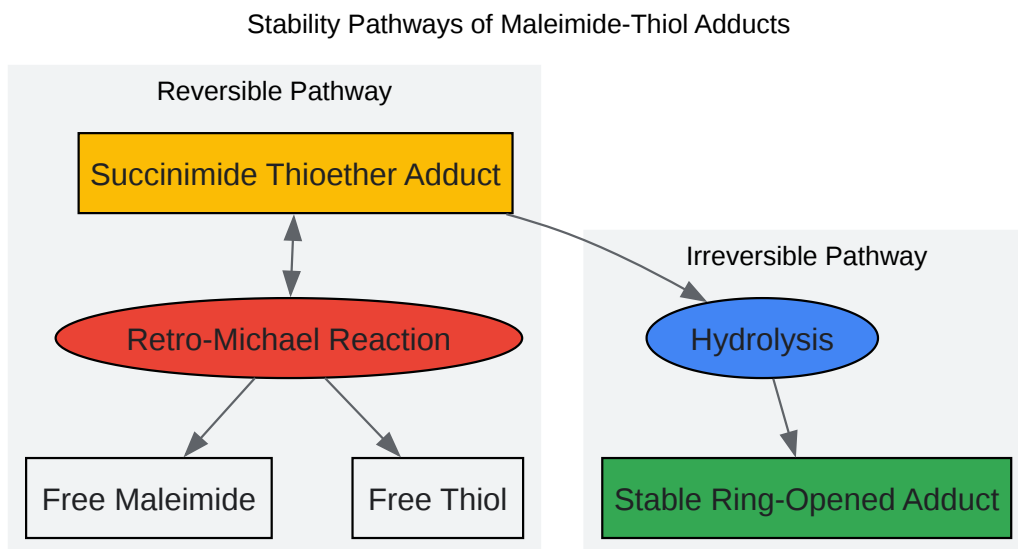 Stability Pathways of Maleimide-Thiol Adducts
Reversible Pathway
Succinimide Thioether Adduct
Irreversible Pathway
Retro-Michael Reaction
Hydrolysis
Free Maleimide
Free Thiol
Stable Ring-Opened Adduct